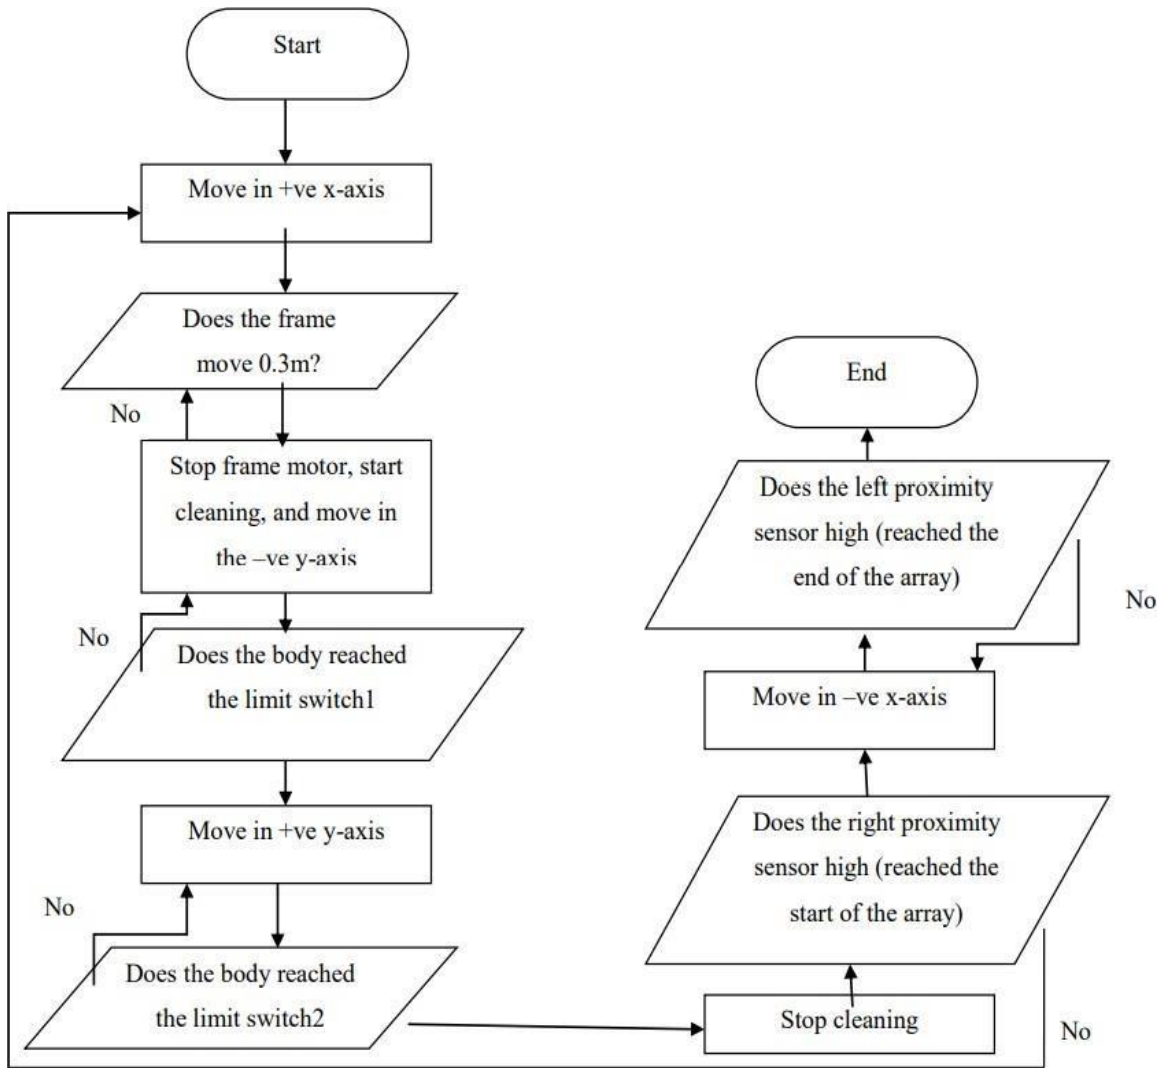 Start
Move in +ve x-axis
Does the frame
move 0.3m?
No
Stop frame motor, start
cleaning, and move in
the –ve y-axis
No
Does the body reached
the limit switch1
Move in +ve y-axis
No
Does the body reached
the limit switch2
Stop cleaning
No
Does the right proximity
sensor high (reached the
start of the array)
Move in –ve x-axis
No
Does the left proximity
sensor high (reached the
end of the array)
End